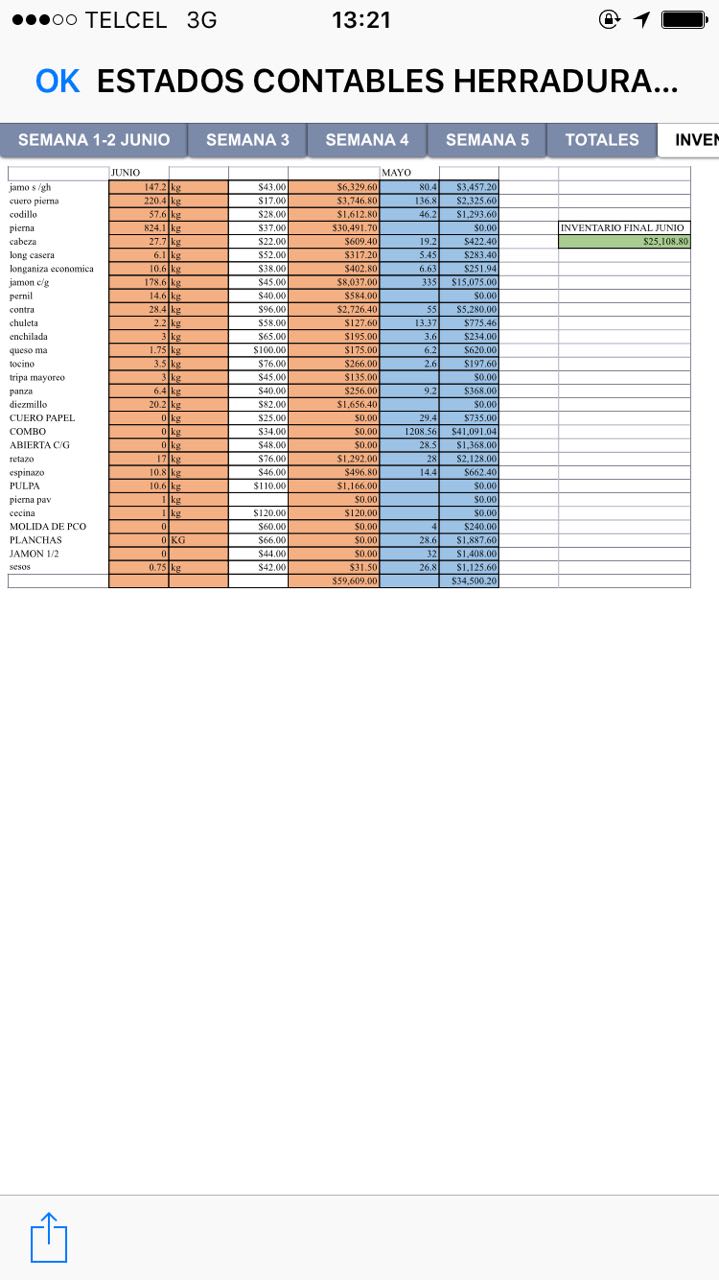 TELCEL 3G 13:21
OK ESTADOS CONTABLES HERRADURA...
SEMANA 1-2 JUNIO SEMANA 3 SEMANA 4 SEMANA 5 TOTALES INVEN
JUNIO MAYO
jamo s /gh 147.2 kg $43.00 $6,329.60 80.4 $3,457.20
cuero pierna 220.4 kg $17.00 $3,746.80 136.8 $2,325.60
codillo 57.6 kg $28.00 $1,612.80 46.2 $1,293.60
pierna 824.1 kg $37.00 $30,491.70 $0.00 INVENTARIO FINAL JUNIO
cabeza 27.7 kg $22.00 $609.40 19.2 $422.40 $25,108.80
long casera 6.1 kg $52.00 $317.20 5.45 $283.40
longaniza economica 10.6 kg $38.00 $402.80 6.63 $251.94
jamon c/g 178.6 kg $45.00 $8,037.00 335 $15,075.00
pernil 14.6 kg $40.00 $584.00 $0.00
contra 28.4 kg $96.00 $2,726.40 55 $5,280.00
chuleta 2.2 kg $58.00 $127.60 13.37 $775.46
enchilada 3 kg $65.00 $195.00 3.6 $234.00
queso ma 1.75 kg $100.00 $175.00 6.2 $620.00
tocino 3.5 kg $76.00 $266.00 2.6 $197.60
tripa mayoreo 3 kg $45.00 $135.00 $0.00
panza 6.4 kg $40.00 $256.00 9.2 $368.00
diezmillo 20.2 kg $82.00 $1,656.40 $0.00
CUERO PAPEL 0 kg $25.00 $0.00 29.4 $735.00
COMBO 0 kg $34.00 $0.00 1208.56 $41,091.04
ABIERTA C/G 0 kg $48.00 $0.00 28.5 $1,368.00
retazo 17 kg $76.00 $1,292.00 28 $2,128.00
espinazo 10.8 kg $46.00 $496.80 14.4 $662.40
PULPA 10.6 kg $110.00 $1,166.00 $0.00
pierna pav 1 kg $0.00 $0.00
cecina 1 kg $120.00 $120.00 $0.00
MOLIDA DE PCO 0 $60.00 $0.00 4 $240.00
PLANCHAS 0 KG $66.00 $0.00 28.6 $1,887.60
JAMON 1/2 0 $44.00 $0.00 32 $1,408.00
sesos 0.75 kg $42.00 $31.50 26.8 $1,125.60
$59,609.00 $34,500.20